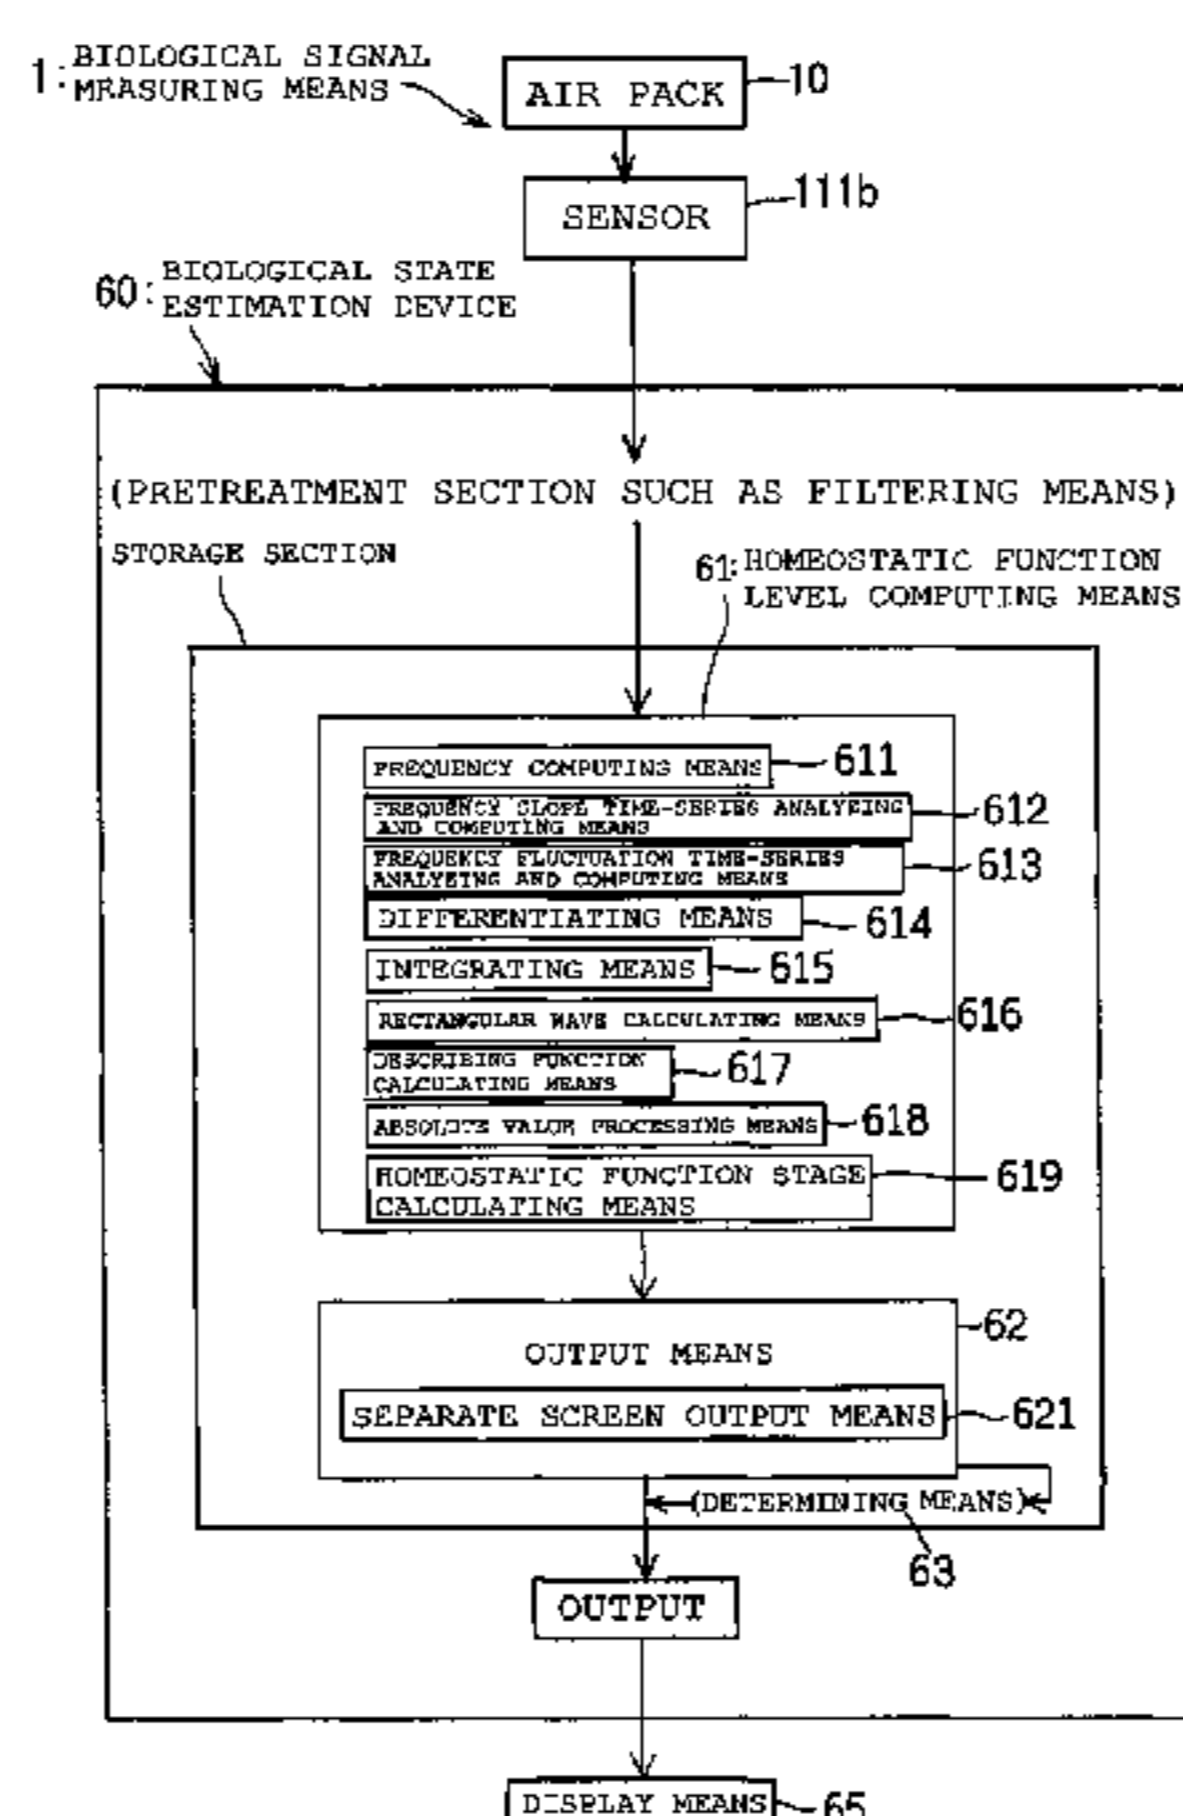 1: BIOLOGICAL SIGNAL
MRASURING MEANS
AIR PACK
10
SENSOR
111b
60: BIOLOGICAL STATE
ESTIMATION DEVICE
(PRETREATMENT SECTION SUCH AS FILTERING MEANS)
STORAGE SECTION
61: HOMEOSTATIC FUNCTION
LEVEL COMPUTING MEANS
FREQUENCY COMPUTING MEANS
611
FREQUENCY SLOPE TIME-SERIES ANALYZING
AND COMPUTING MEANS
612
FREQUENCY FLUCTUATION TIME-SERIES
ANALYZING AND COMPUTING MEANS
613
DIFFERENTIATING MEANS
614
INTEGRATING MEANS
615
RECTANGULAR WAVE CALCULATING MEANS
616
DESCRIBING FUNCTION
CALCULATING MEANS
617
ABSOLUTE VALUE PROCESSING MEANS
618
HOMEOSTATIC FUNCTION STAGE
CALCULATING MEANS
619
OUTPUT MEANS
62
SEPARATE SCREEN OUTPUT MEANS
621
(DETERMINING MEANS)
63
OUTPUT
DISPLAY MEANS
65